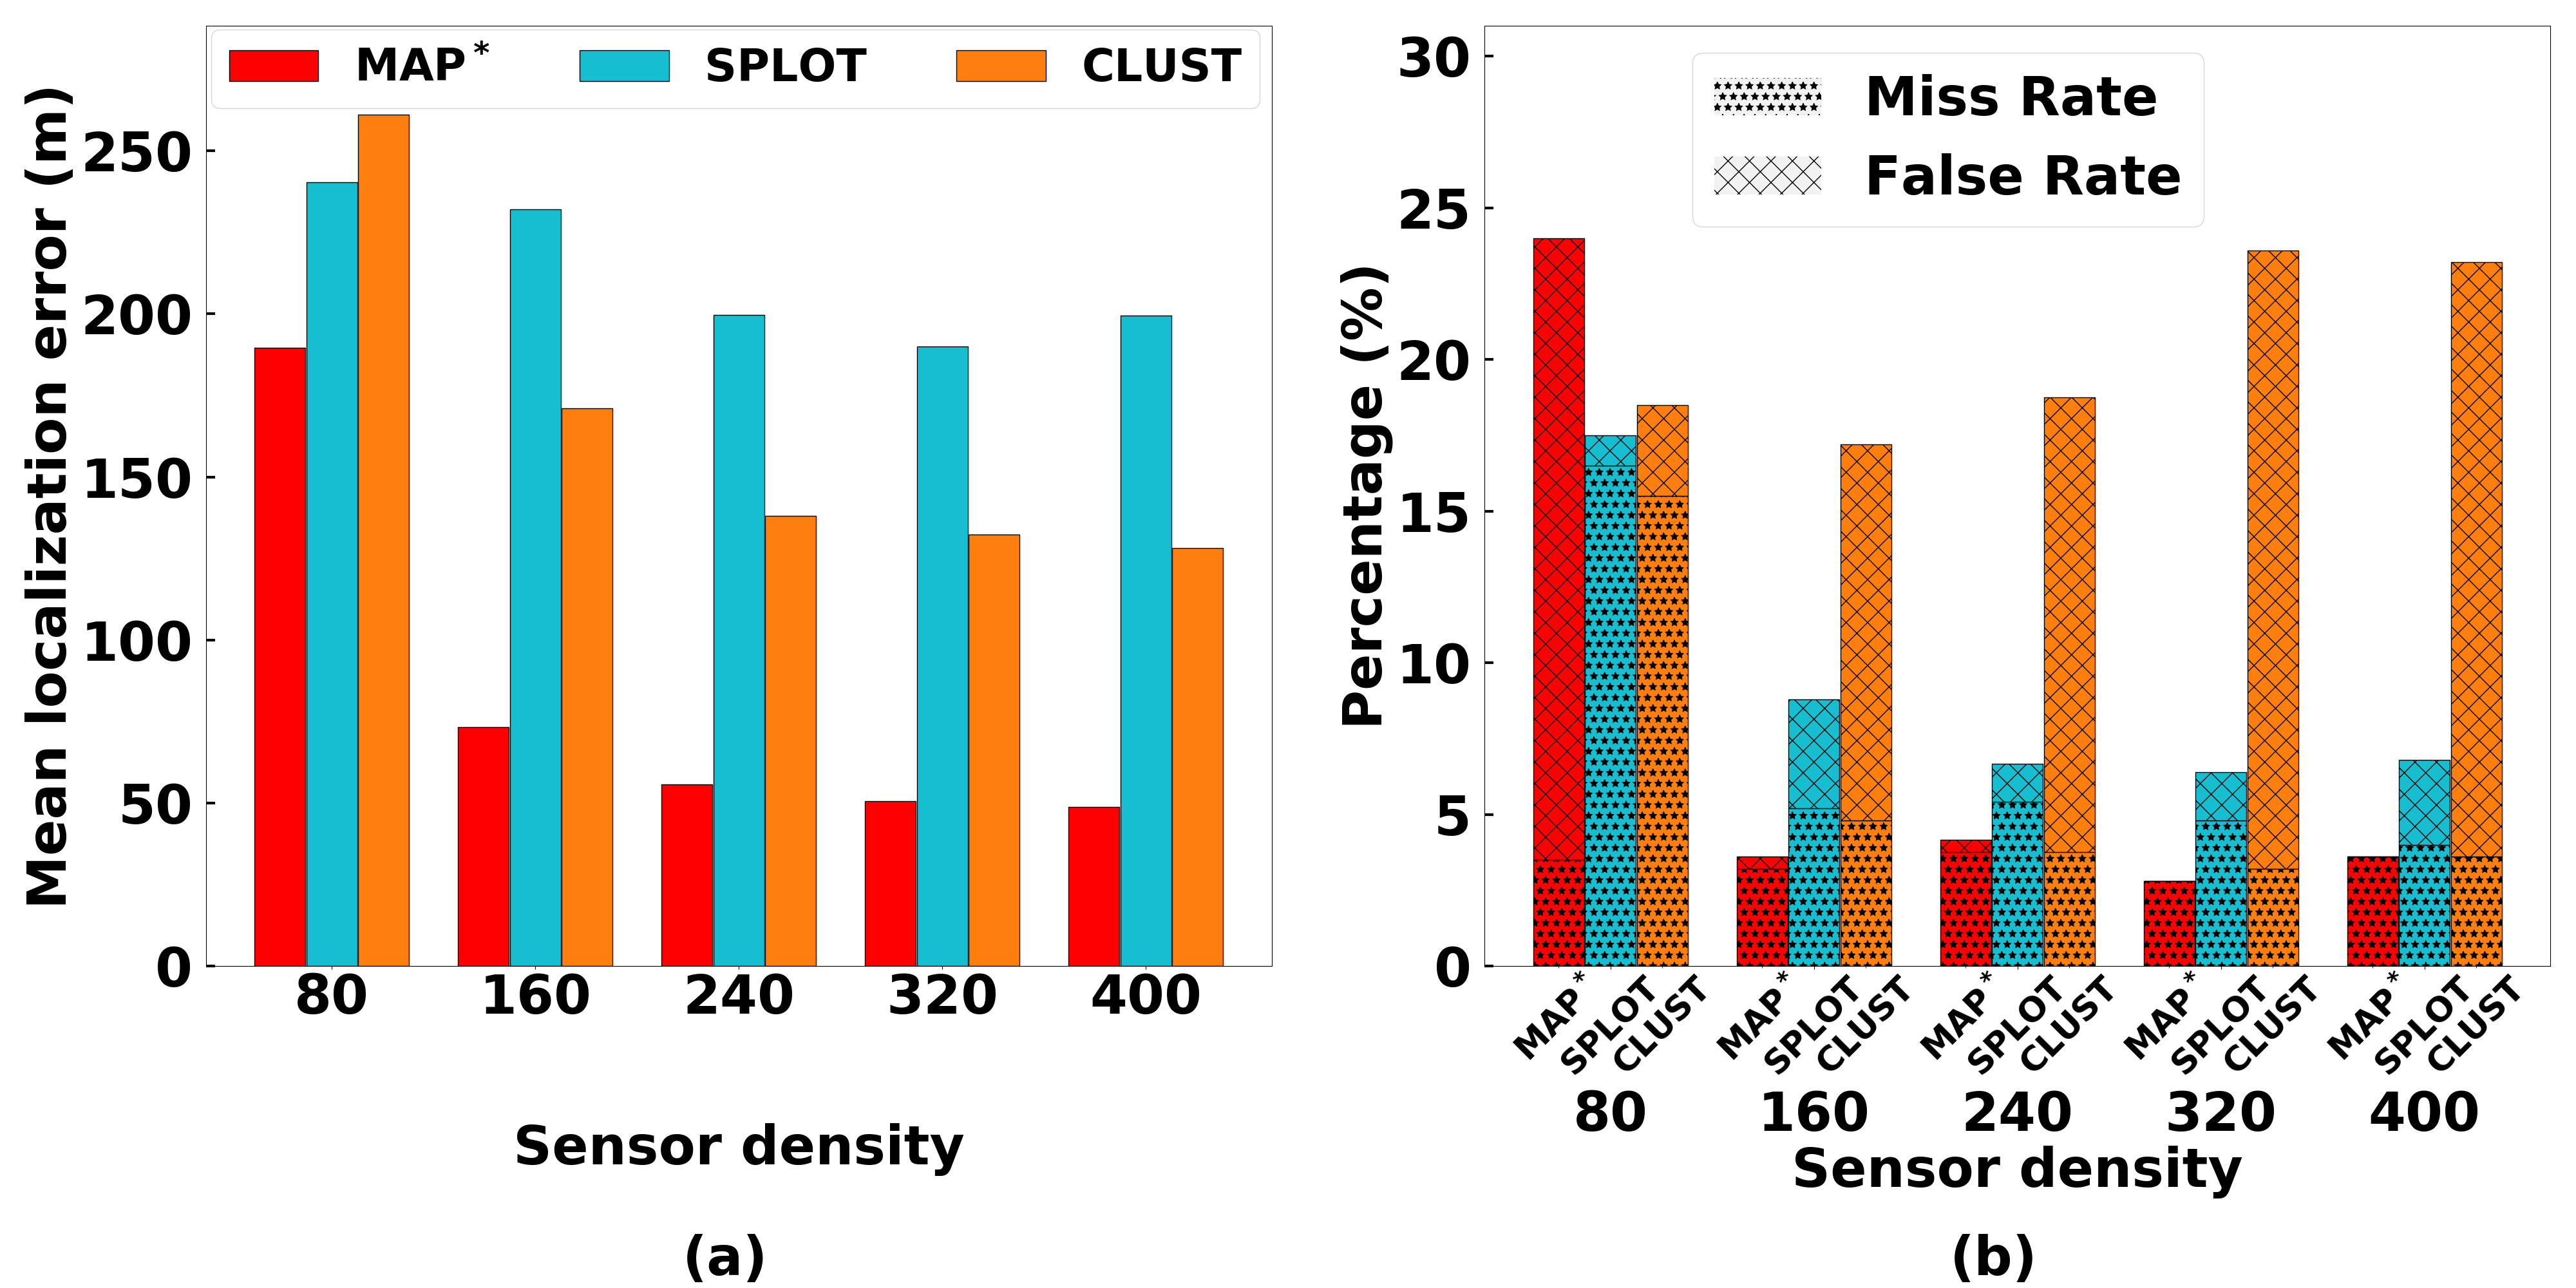 MAP* SPLOT CLUST
Mean localization error (m)
250
200
150
100
50
0
80 160 240 320 400
Sensor density
(a)
Miss Rate
False Rate
Percentage (%)
30
25
20
15
10
5
0
MAP* SPLOT CLUST MAP* SPLOT CLUST MAP* SPLOT CLUST MAP* SPLOT CLUST MAP* SPLOT CLUST
80 160 240 320 400
Sensor density
(b)